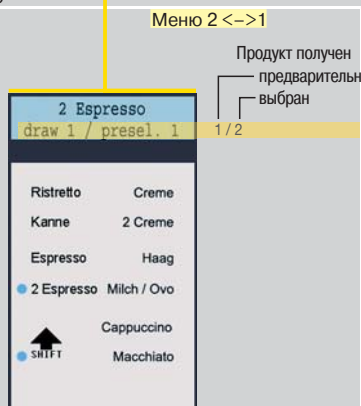 Меню 2 <->1
Продукт получен
предварительн
выбран
2 Espresso
draw 1 / presel. 1
1 / 2
Ristretto Creme
Kanne 2 Creme
Espresso Haag
2 Espresso Milch / Ovo
Cappuccino
SHIFT Macchiato